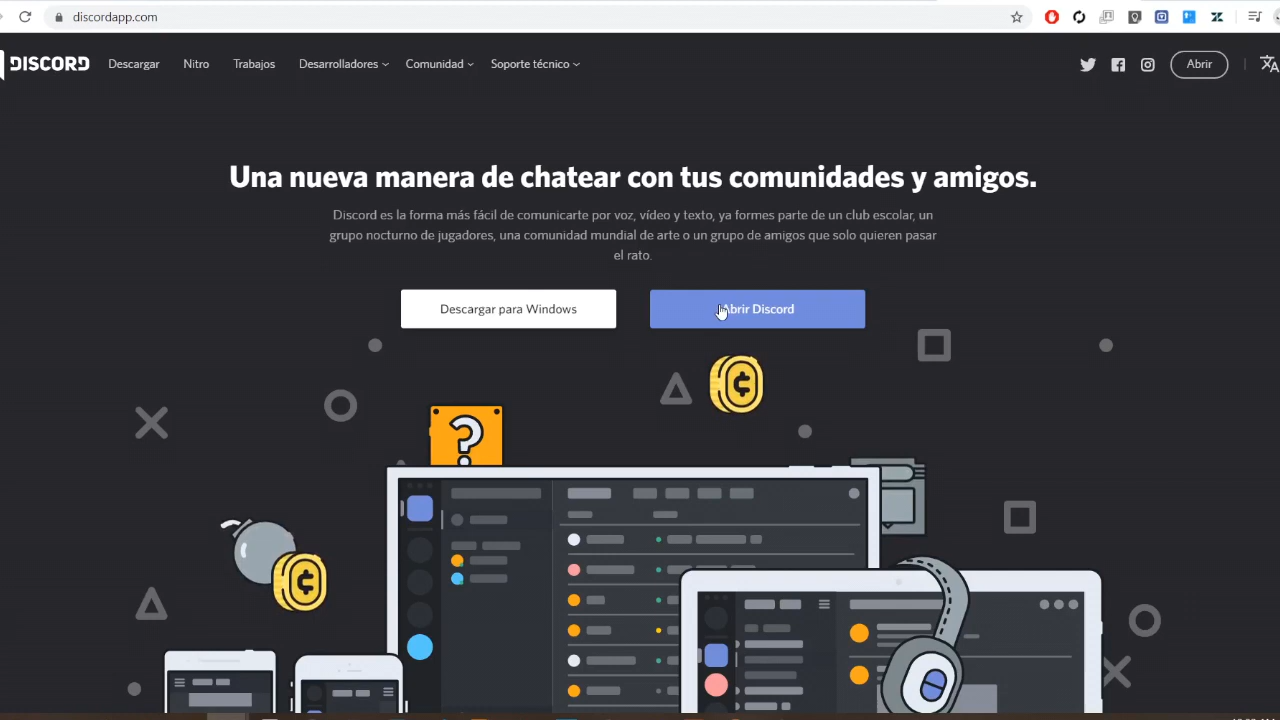 discordapp.com
DISCORD Descargar Nitro Trabajos Desarrolladores Comunidad Soporte técnico Abrir
Una nueva manera de chatear con tus comunidades y amigos.
Discord es la forma más fácil de comunicarte por voz, vídeo y texto, ya formes parte de un club escolar, un
grupo nocturno de jugadores, una comunidad mundial de arte o un grupo de amigos que solo quieren pasar
el rato.
Descargar para Windows Abrir Discord
?